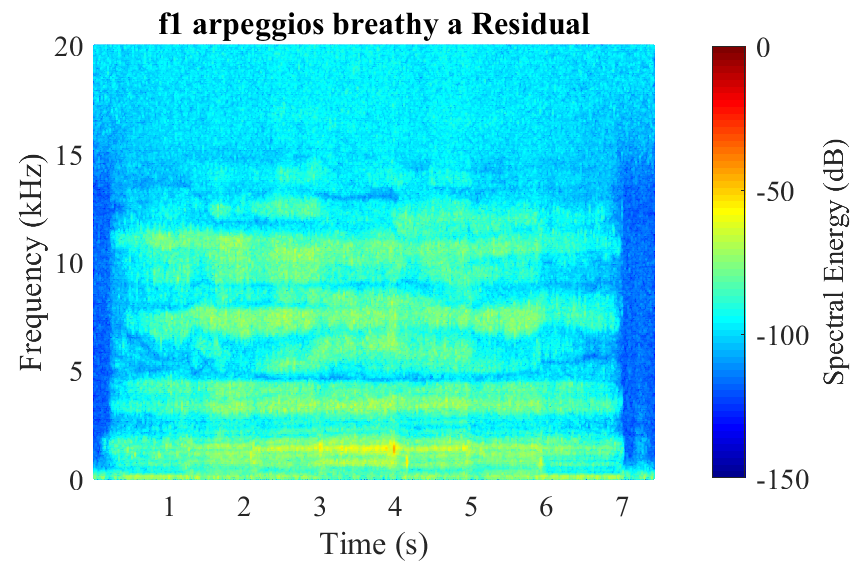 f1 arpeggios breathy a Residual
20
15
10
5
0
Frequency (kHz)
1 2 3 4 5 6 7
Time (s)
0
-50
-100
-150
Spectral Energy (dB)